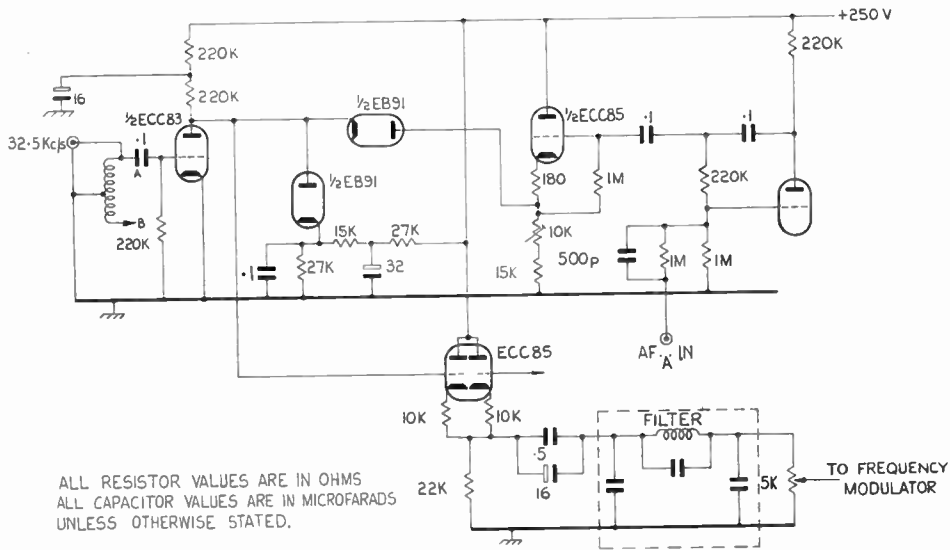 +250 V
220K
220K
220K
16
½ECC83
½EB91
½ECC85
.1
.1
32·5Kc/s
.1
A
180
1M
220K
½EB91
B
10K
220K
15K
27K
500p
1M
1M
.1
27K
32
15K
AF. IN
A
ECC85
10K
10K
FILTER
.5
16
22K
5K
TO FREQUENCY
MODULATOR
ALL RESISTOR VALUES ARE IN OHMS
ALL CAPACITOR VALUES ARE IN MICROFARADS
UNLESS OTHERWISE STATED.